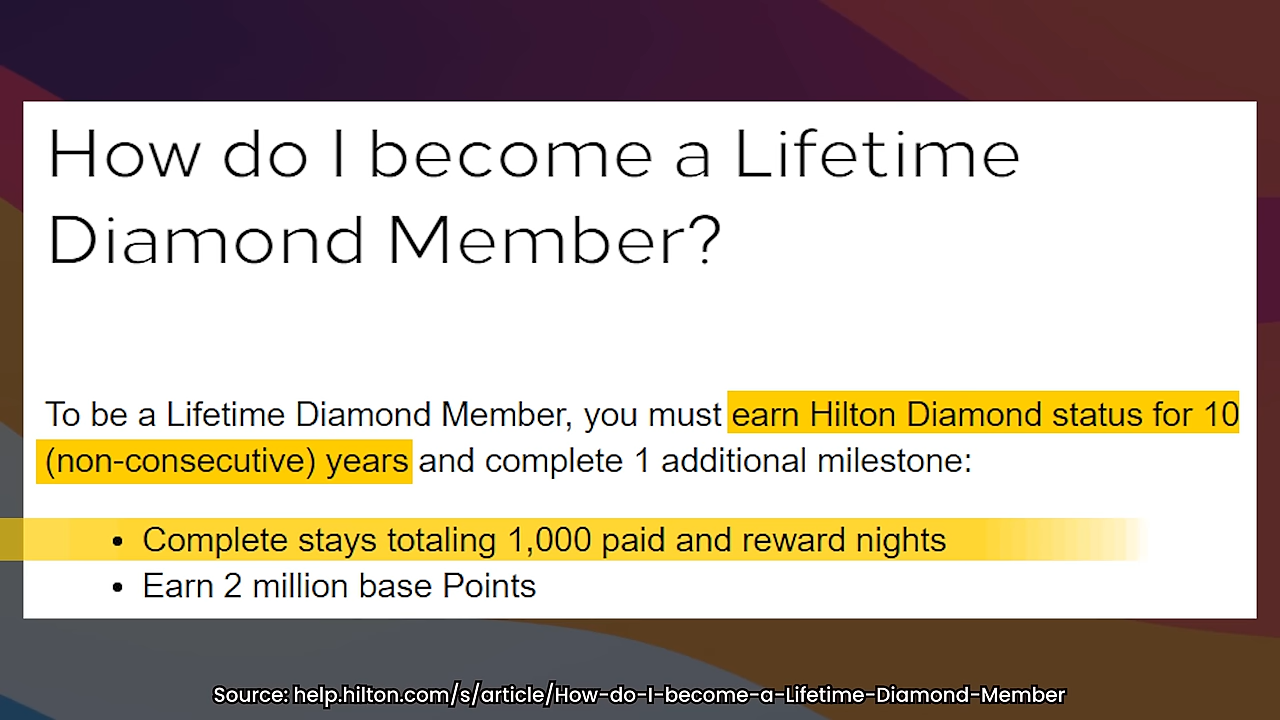 How do I become a Lifetime
Diamond Member?
To be a Lifetime Diamond Member, you must earn Hilton Diamond status for 10
(non-consecutive) years and complete 1 additional milestone:
• Complete stays totaling 1,000 paid and reward nights
• Earn 2 million base Points
Source: help.hilton.com/s/article/How-do-I-become-a-Lifetime-Diamond-Member